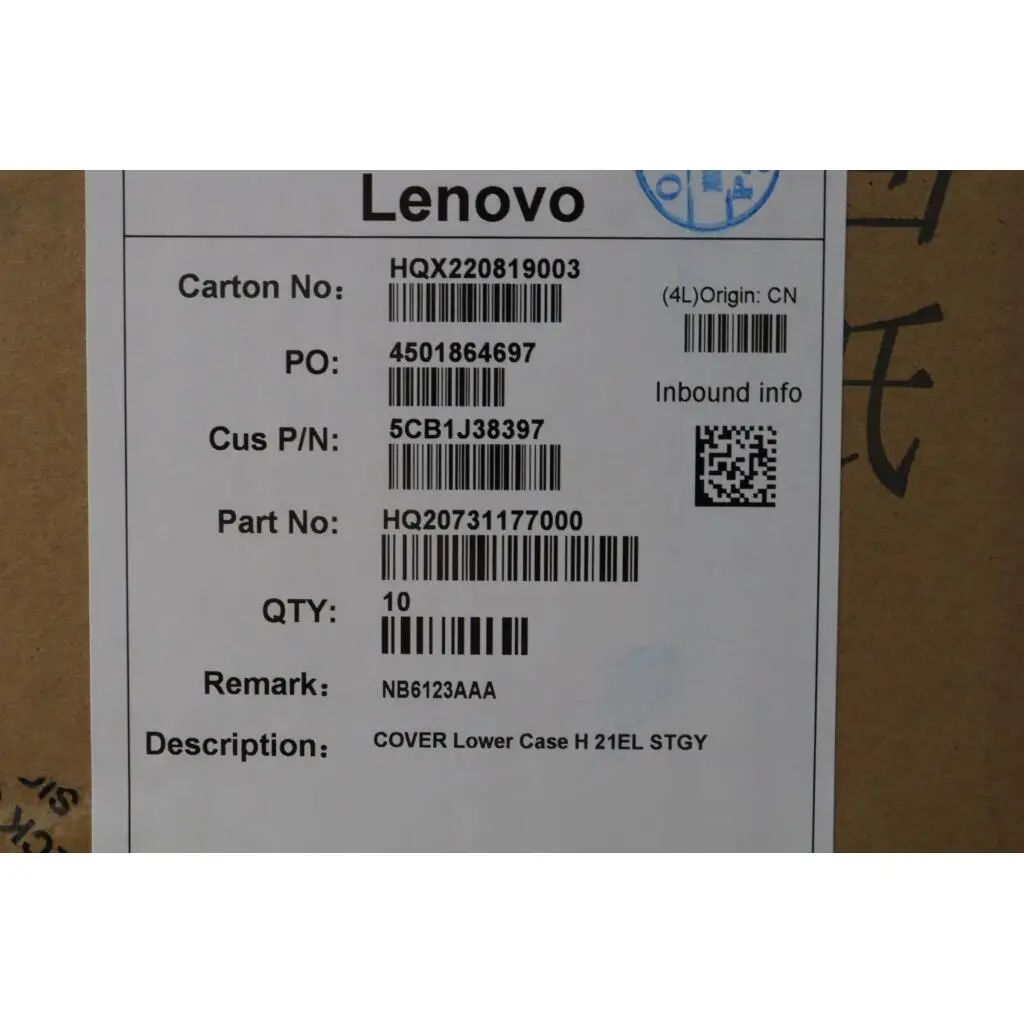 Lenovo
Carton No: HQX220819003
(4L)Origin: CN
PO: 4501864697
Inbound info
Cus P/N: 5CB1J38397
Part No: HQ20731177000
QTY: 10
Remark: NB6123AAA
Description: COVER Lower Case H 21EL STGY